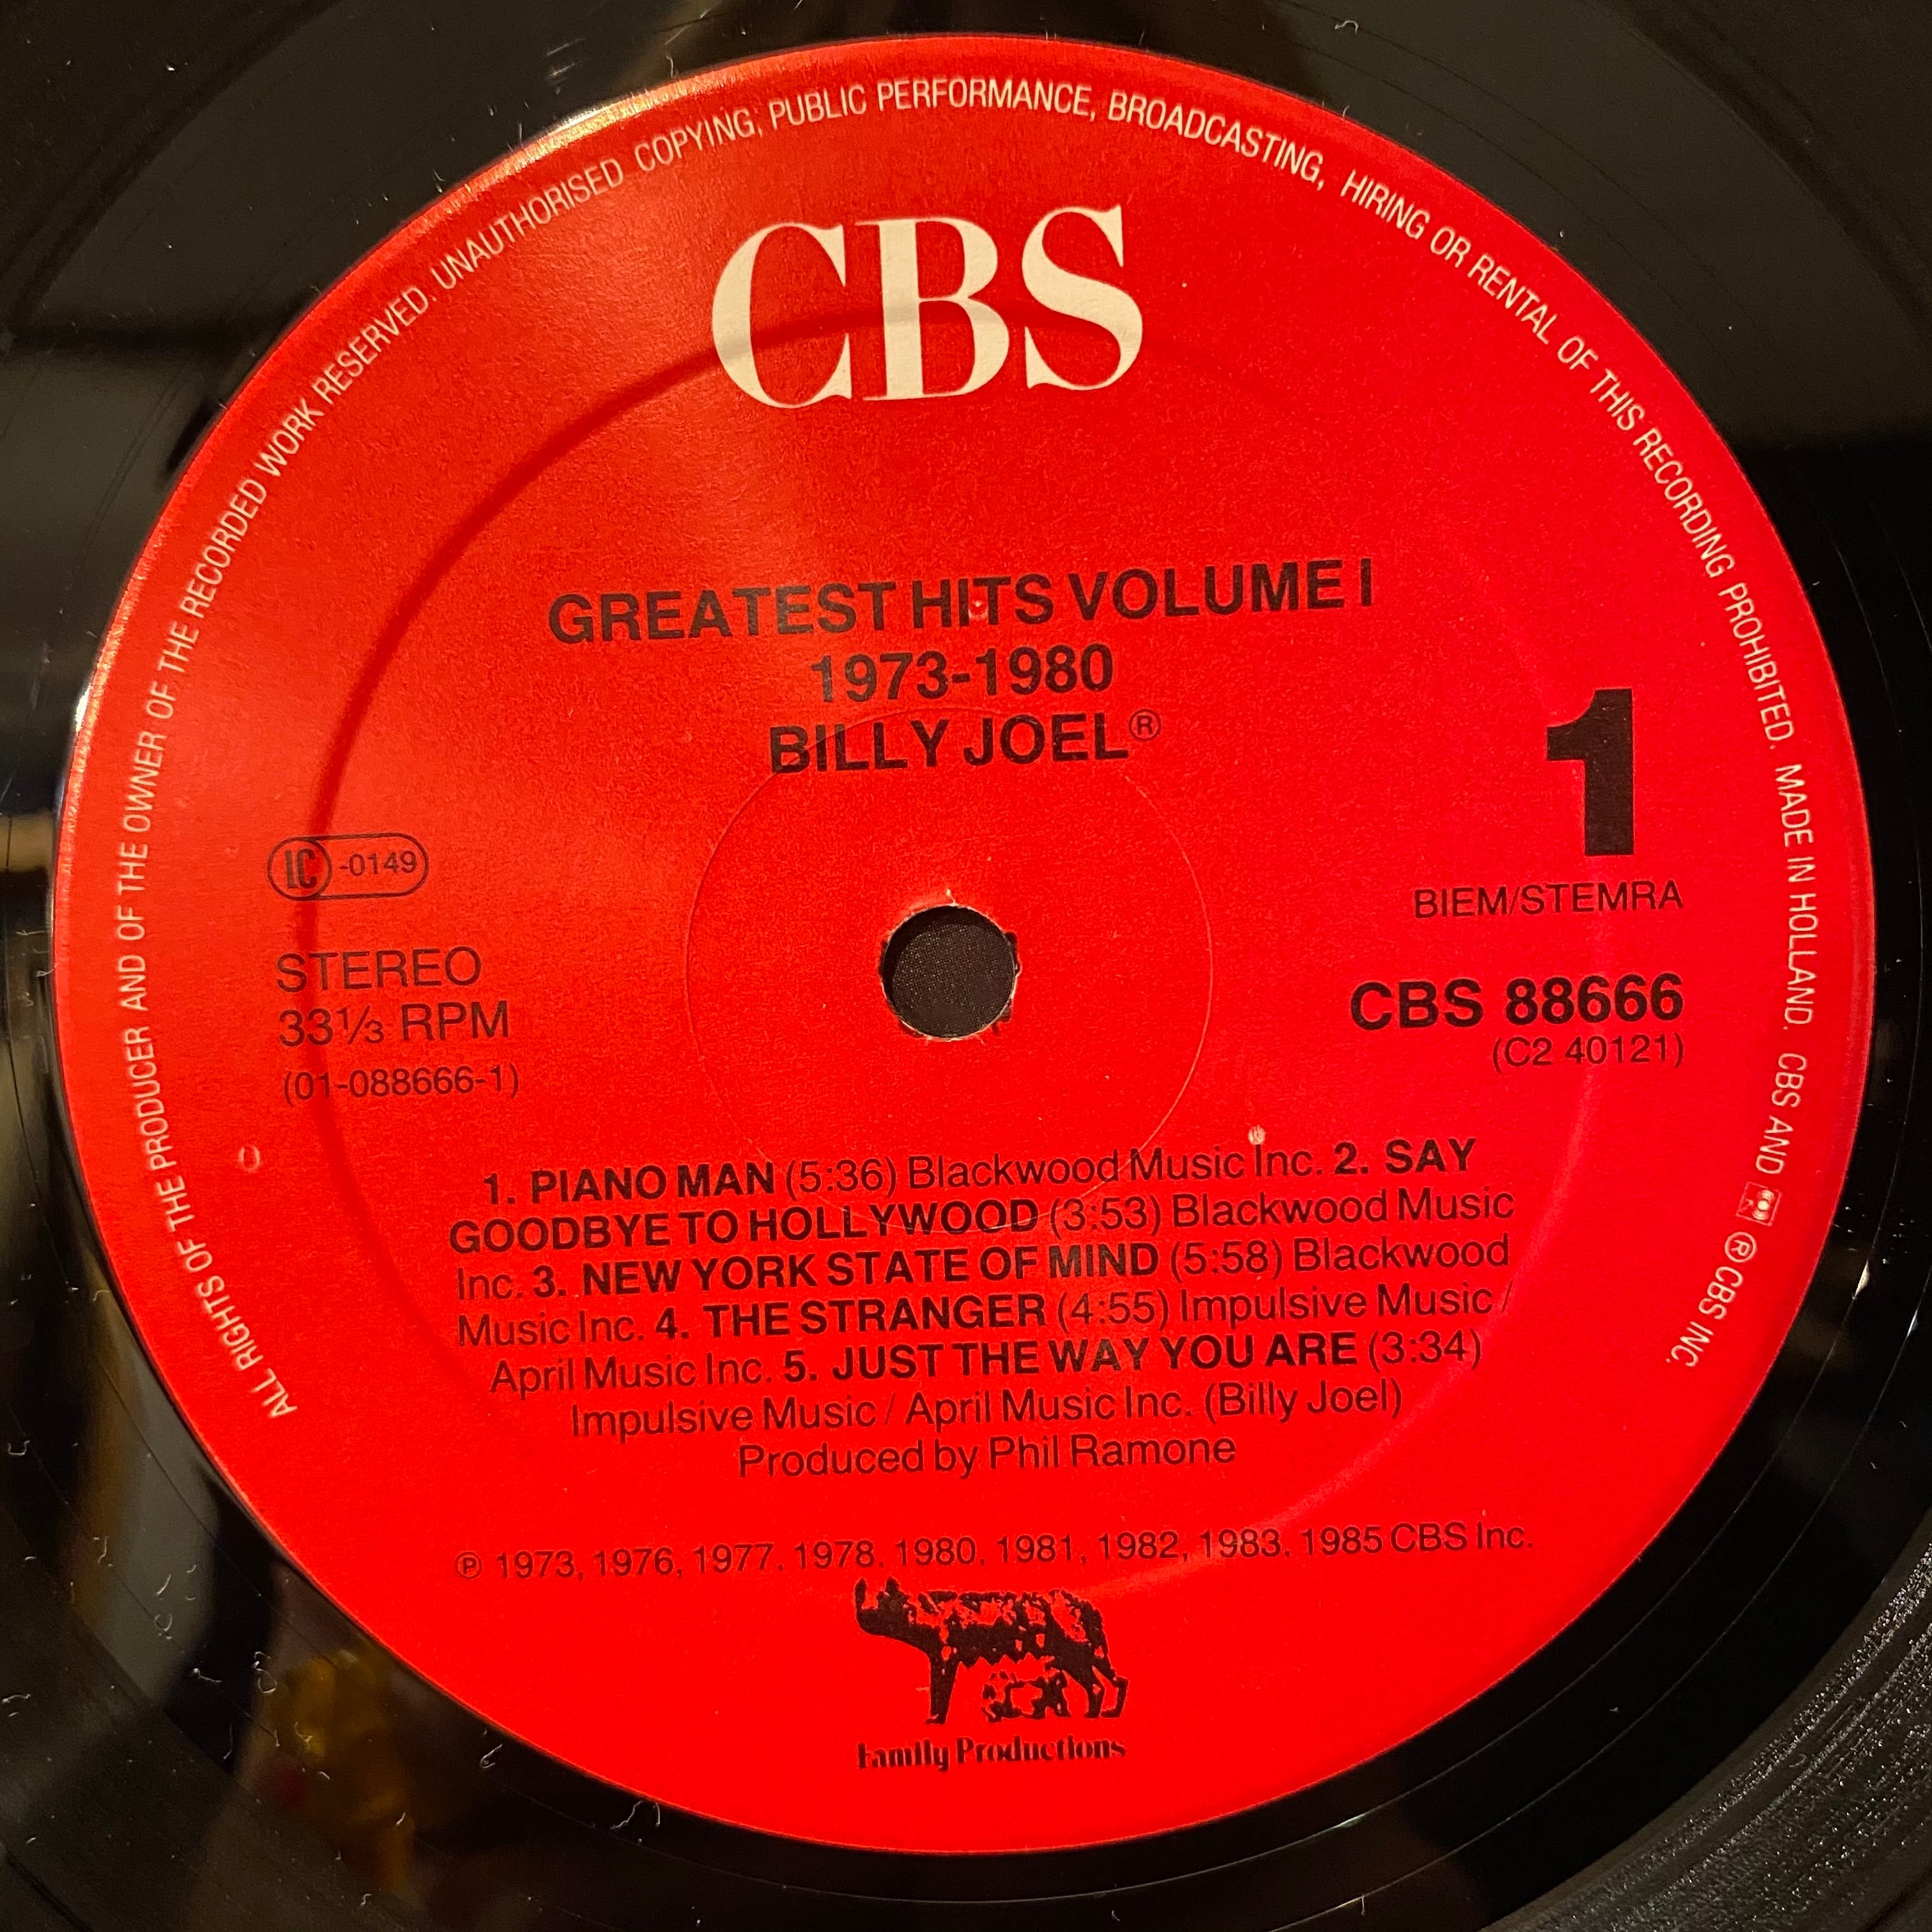 ALL RIGHTS OF THE PRODUCER AND OF THE OWNER OF THE RECORDED WORK RESERVED. UNAUTHORISED COPYING, PUBLIC PERFORMANCE, BROADCASTING, HIRING OR RENTAL OF THIS RECORDING PROHIBITED. MADE IN HOLLAND. CBS AND ® CBS INC.
CBS
GREATEST HITS VOLUME I
1973-1980
BILLY JOEL®
1
IC -0149
BIEM/STEMRA
STEREO
33⅓ RPM
(01-088666-1)
CBS 88666
(C2 40121)
1. PIANO MAN (5:36) Blackwood Music Inc. 2. SAY
GOODBYE TO HOLLYWOOD (3:53) Blackwood Music
Inc. 3. NEW YORK STATE OF MIND (5:58) Blackwood
Music Inc. 4. THE STRANGER (4:55) Impulsive Music /
April Music Inc. 5. JUST THE WAY YOU ARE (3:34)
Impulsive Music / April Music Inc. (Billy Joel)
Produced by Phil Ramone
℗ 1973, 1976, 1977, 1978, 1980, 1981, 1982, 1983, 1985 CBS Inc.
Family Productions